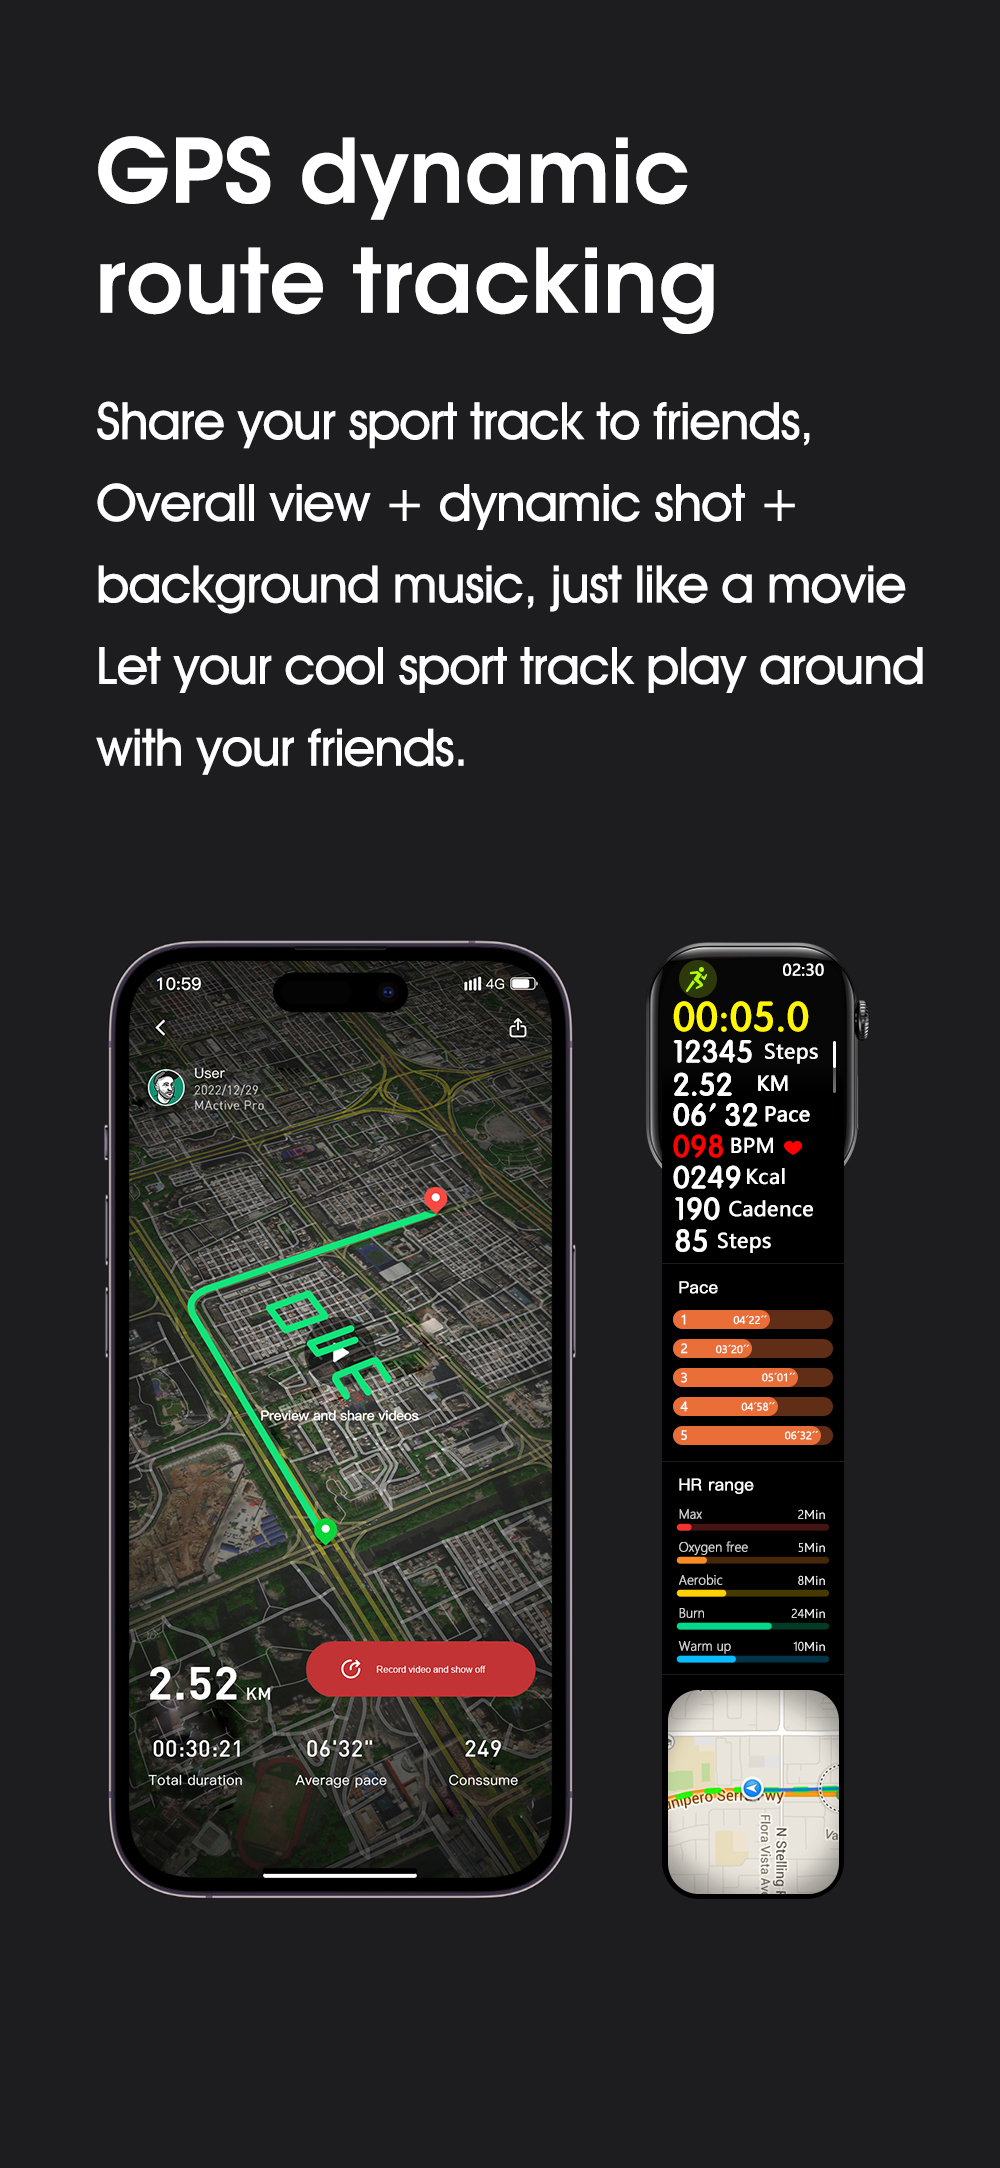 GPS dynamic
route tracking
Share your sport track to friends,
Overall view + dynamic shot +
background music, just like a movie
Let your cool sport track play around
with your friends.
10:59
4G
User
2022/12/29
MActive Pro
Preview and share videos
2.52 KM
Record video and show off
00:30:21
06'32"
249
Total duration
Average pace
Conssume
02:30
00:05.0
12345 Steps
2.52 KM
06′ 32 Pace
098 BPM
0249 Kcal
190 Cadence
85 Steps
Pace
1 04′22″
2 03′20″
3 05′01″
4 04′58″
5 06′32″
HR range
Max 2Min
Oxygen free 5Min
Aerobic 8Min
Burn 24Min
Warm up 10Min
N Stelling
Flora Vista Ave